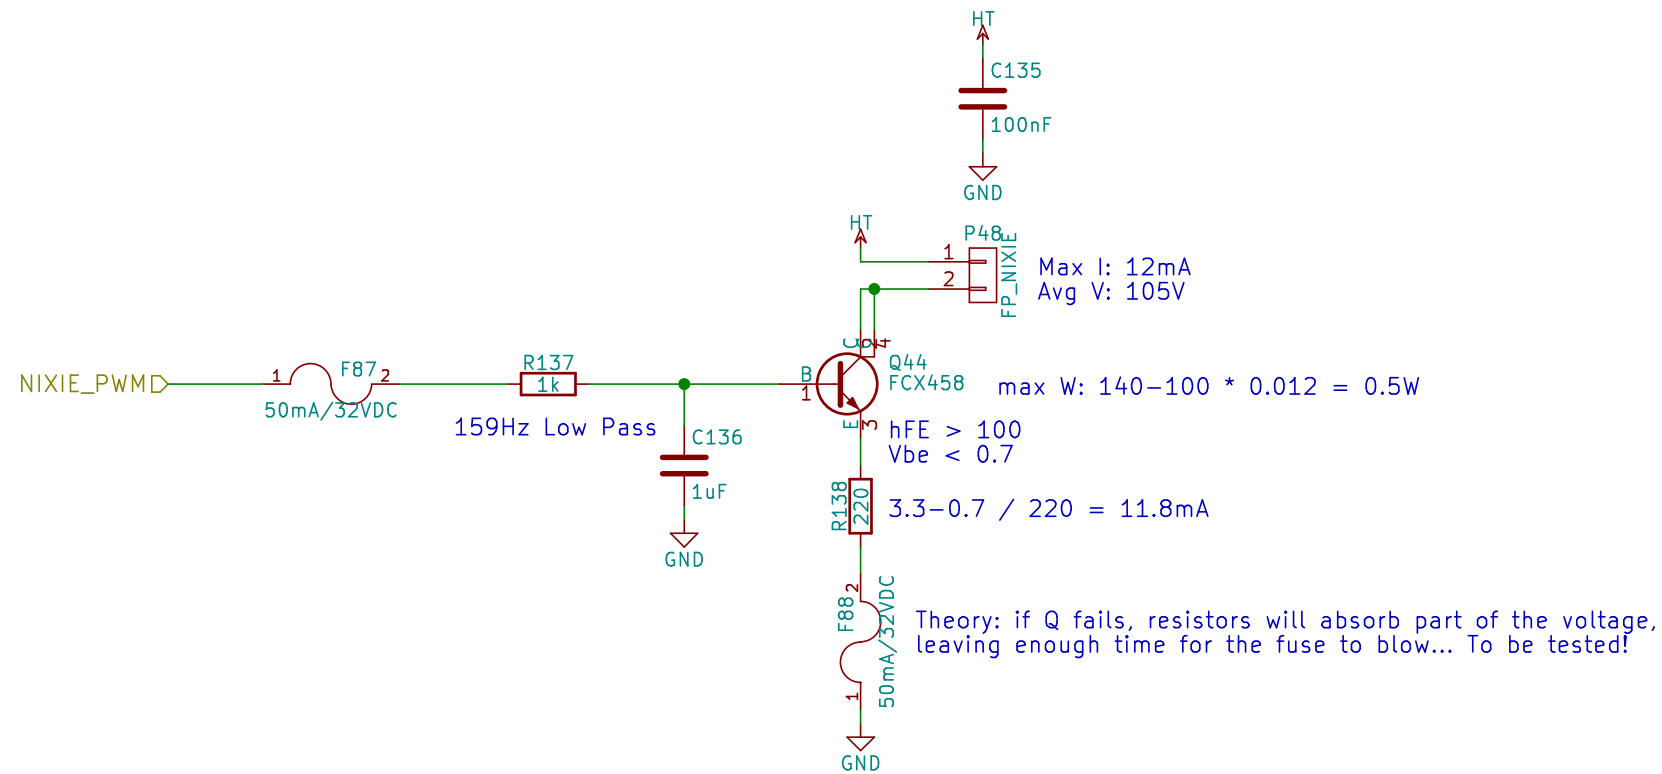 HT
C135
100nF
GND
HT
P48
1
2
FP_NIXIE
Max I: 12mA
Avg V: 105V
C
4
Q44
FCX458
B
1
E
3
max W: 140-100 * 0.012 = 0.5W
NIXIE_PWM
1
F87
2
50mA/32VDC
R137
1k
159Hz Low Pass
C136
1uF
GND
hFE > 100
Vbe < 0.7
R138
220
3.3-0.7 / 220 = 11.8mA
2
F88
50mA/32VDC
1
GND
Theory: if Q fails, resistors will absorb part of the voltage,
leaving enough time for the fuse to blow... To be tested!